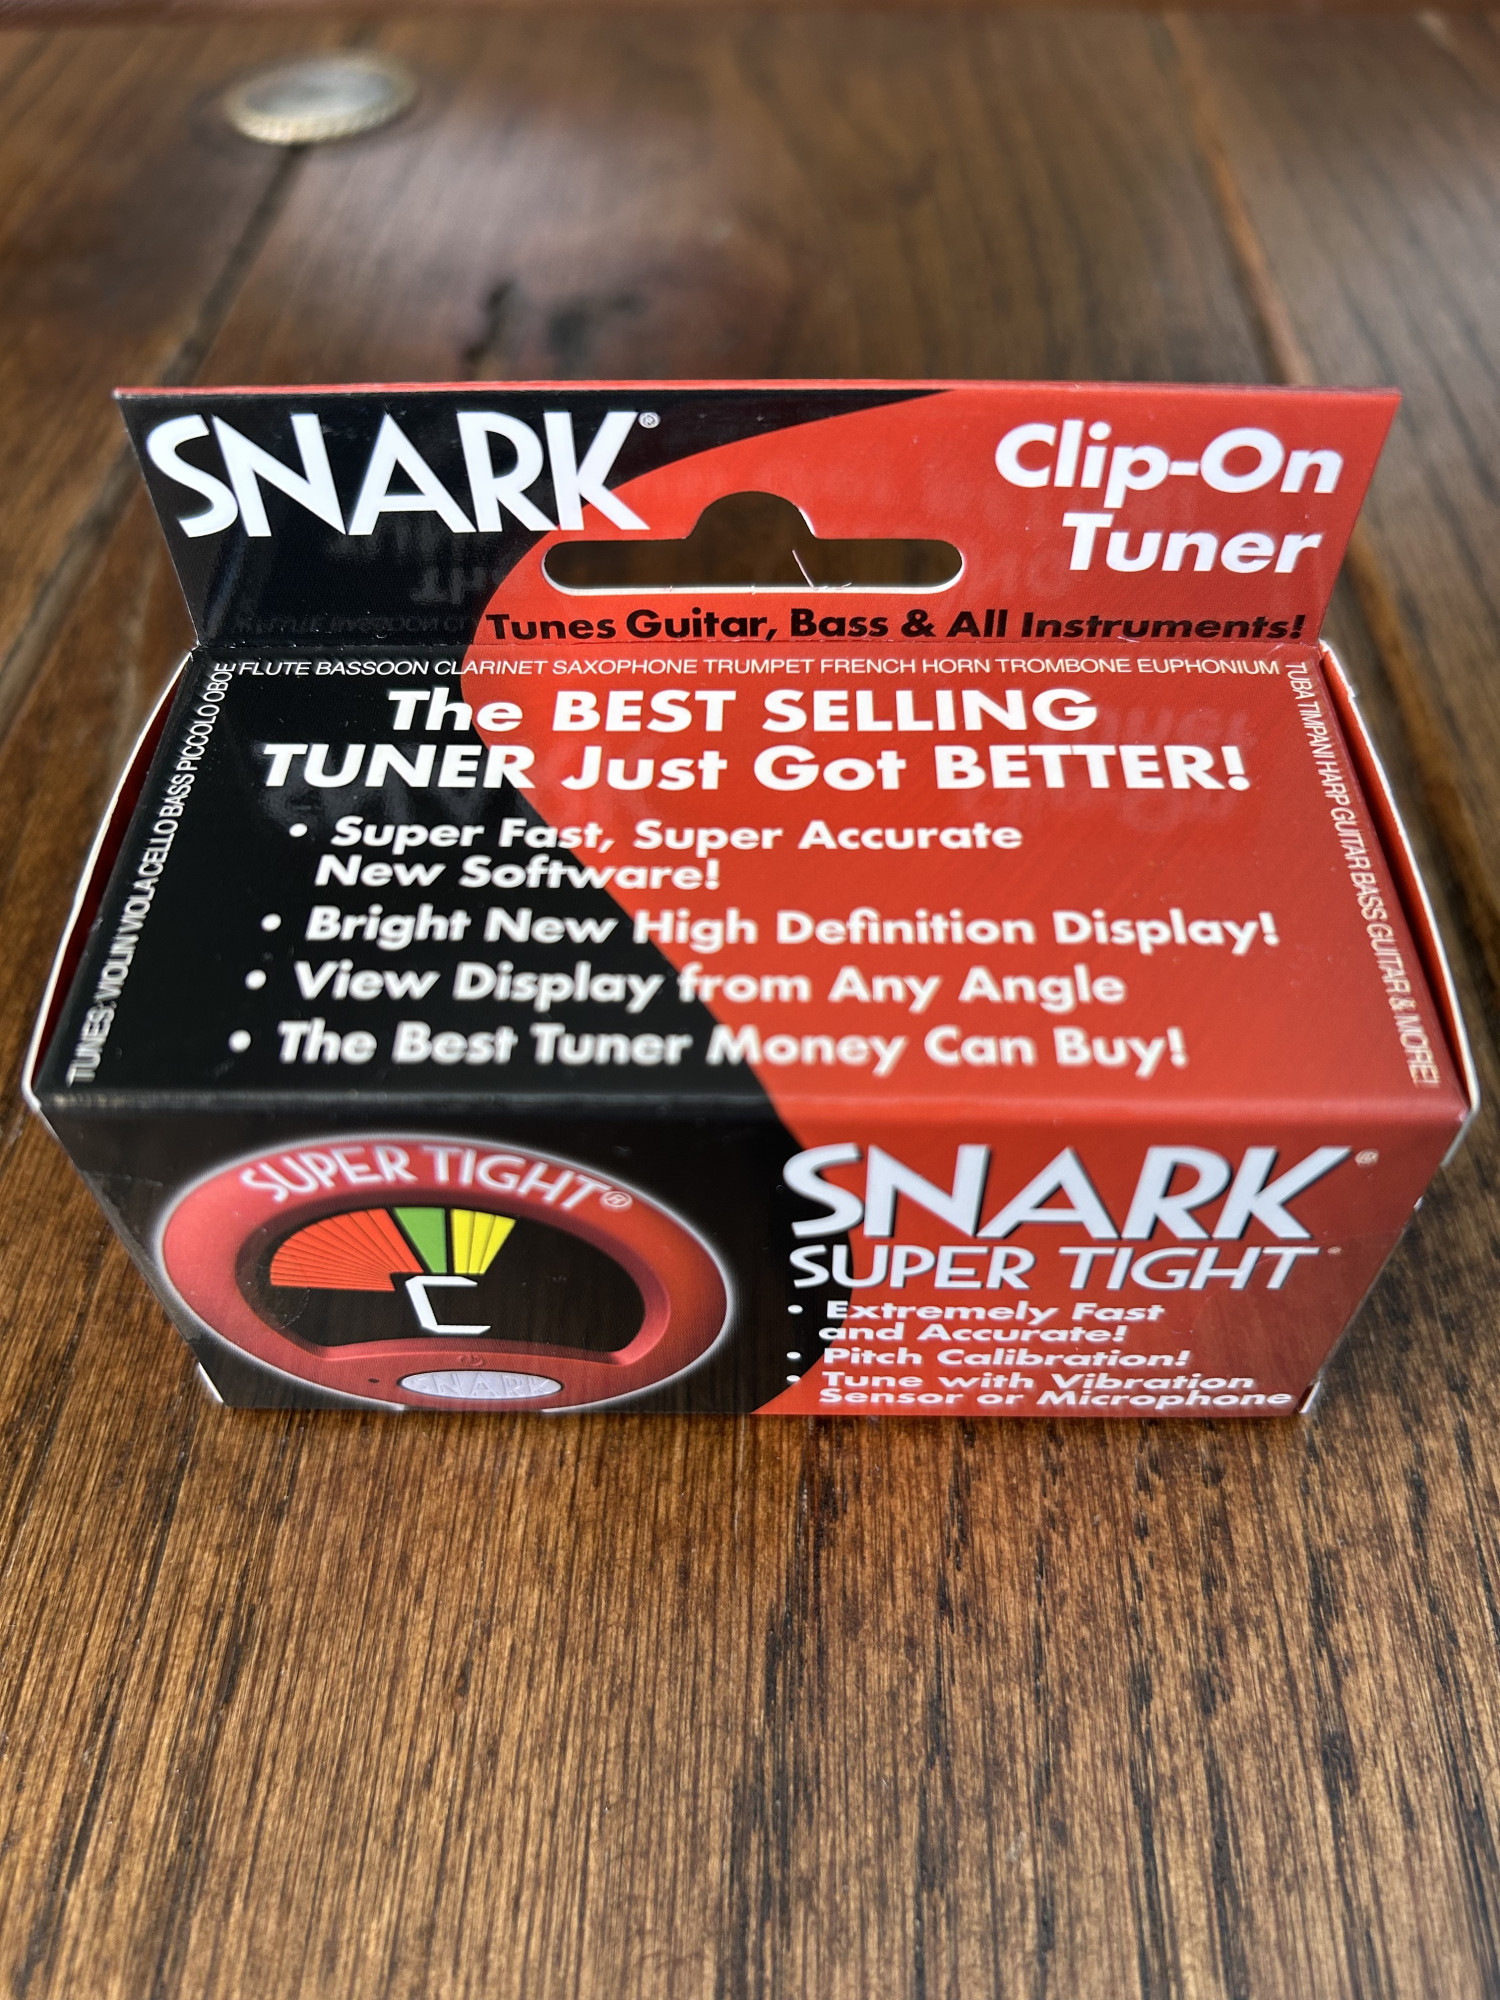 SNARK®
Clip-On
Tuner
Tunes Guitar, Bass & All Instruments!
TUNES: VIOLIN VIOLA CELLO BASS PICCOLO OBOE
FLUTE BASSOON CLARINET SAXOPHONE TRUMPET FRENCH HORN TROMBONE EUPHONIUM
TUBA TIMPANI HARP GUITAR BASS GUITAR & MORE!
The BEST SELLING
TUNER Just Got BETTER!
• Super Fast, Super Accurate
New Software!
• Bright New High Definition Display!
• View Display from Any Angle
• The Best Tuner Money Can Buy!
SUPER TIGHT®
C
SNARK
SNARK®
SUPER TIGHT®
• Extremely Fast
and Accurate!
• Pitch Calibration!
• Tune with Vibration
Sensor or Microphone